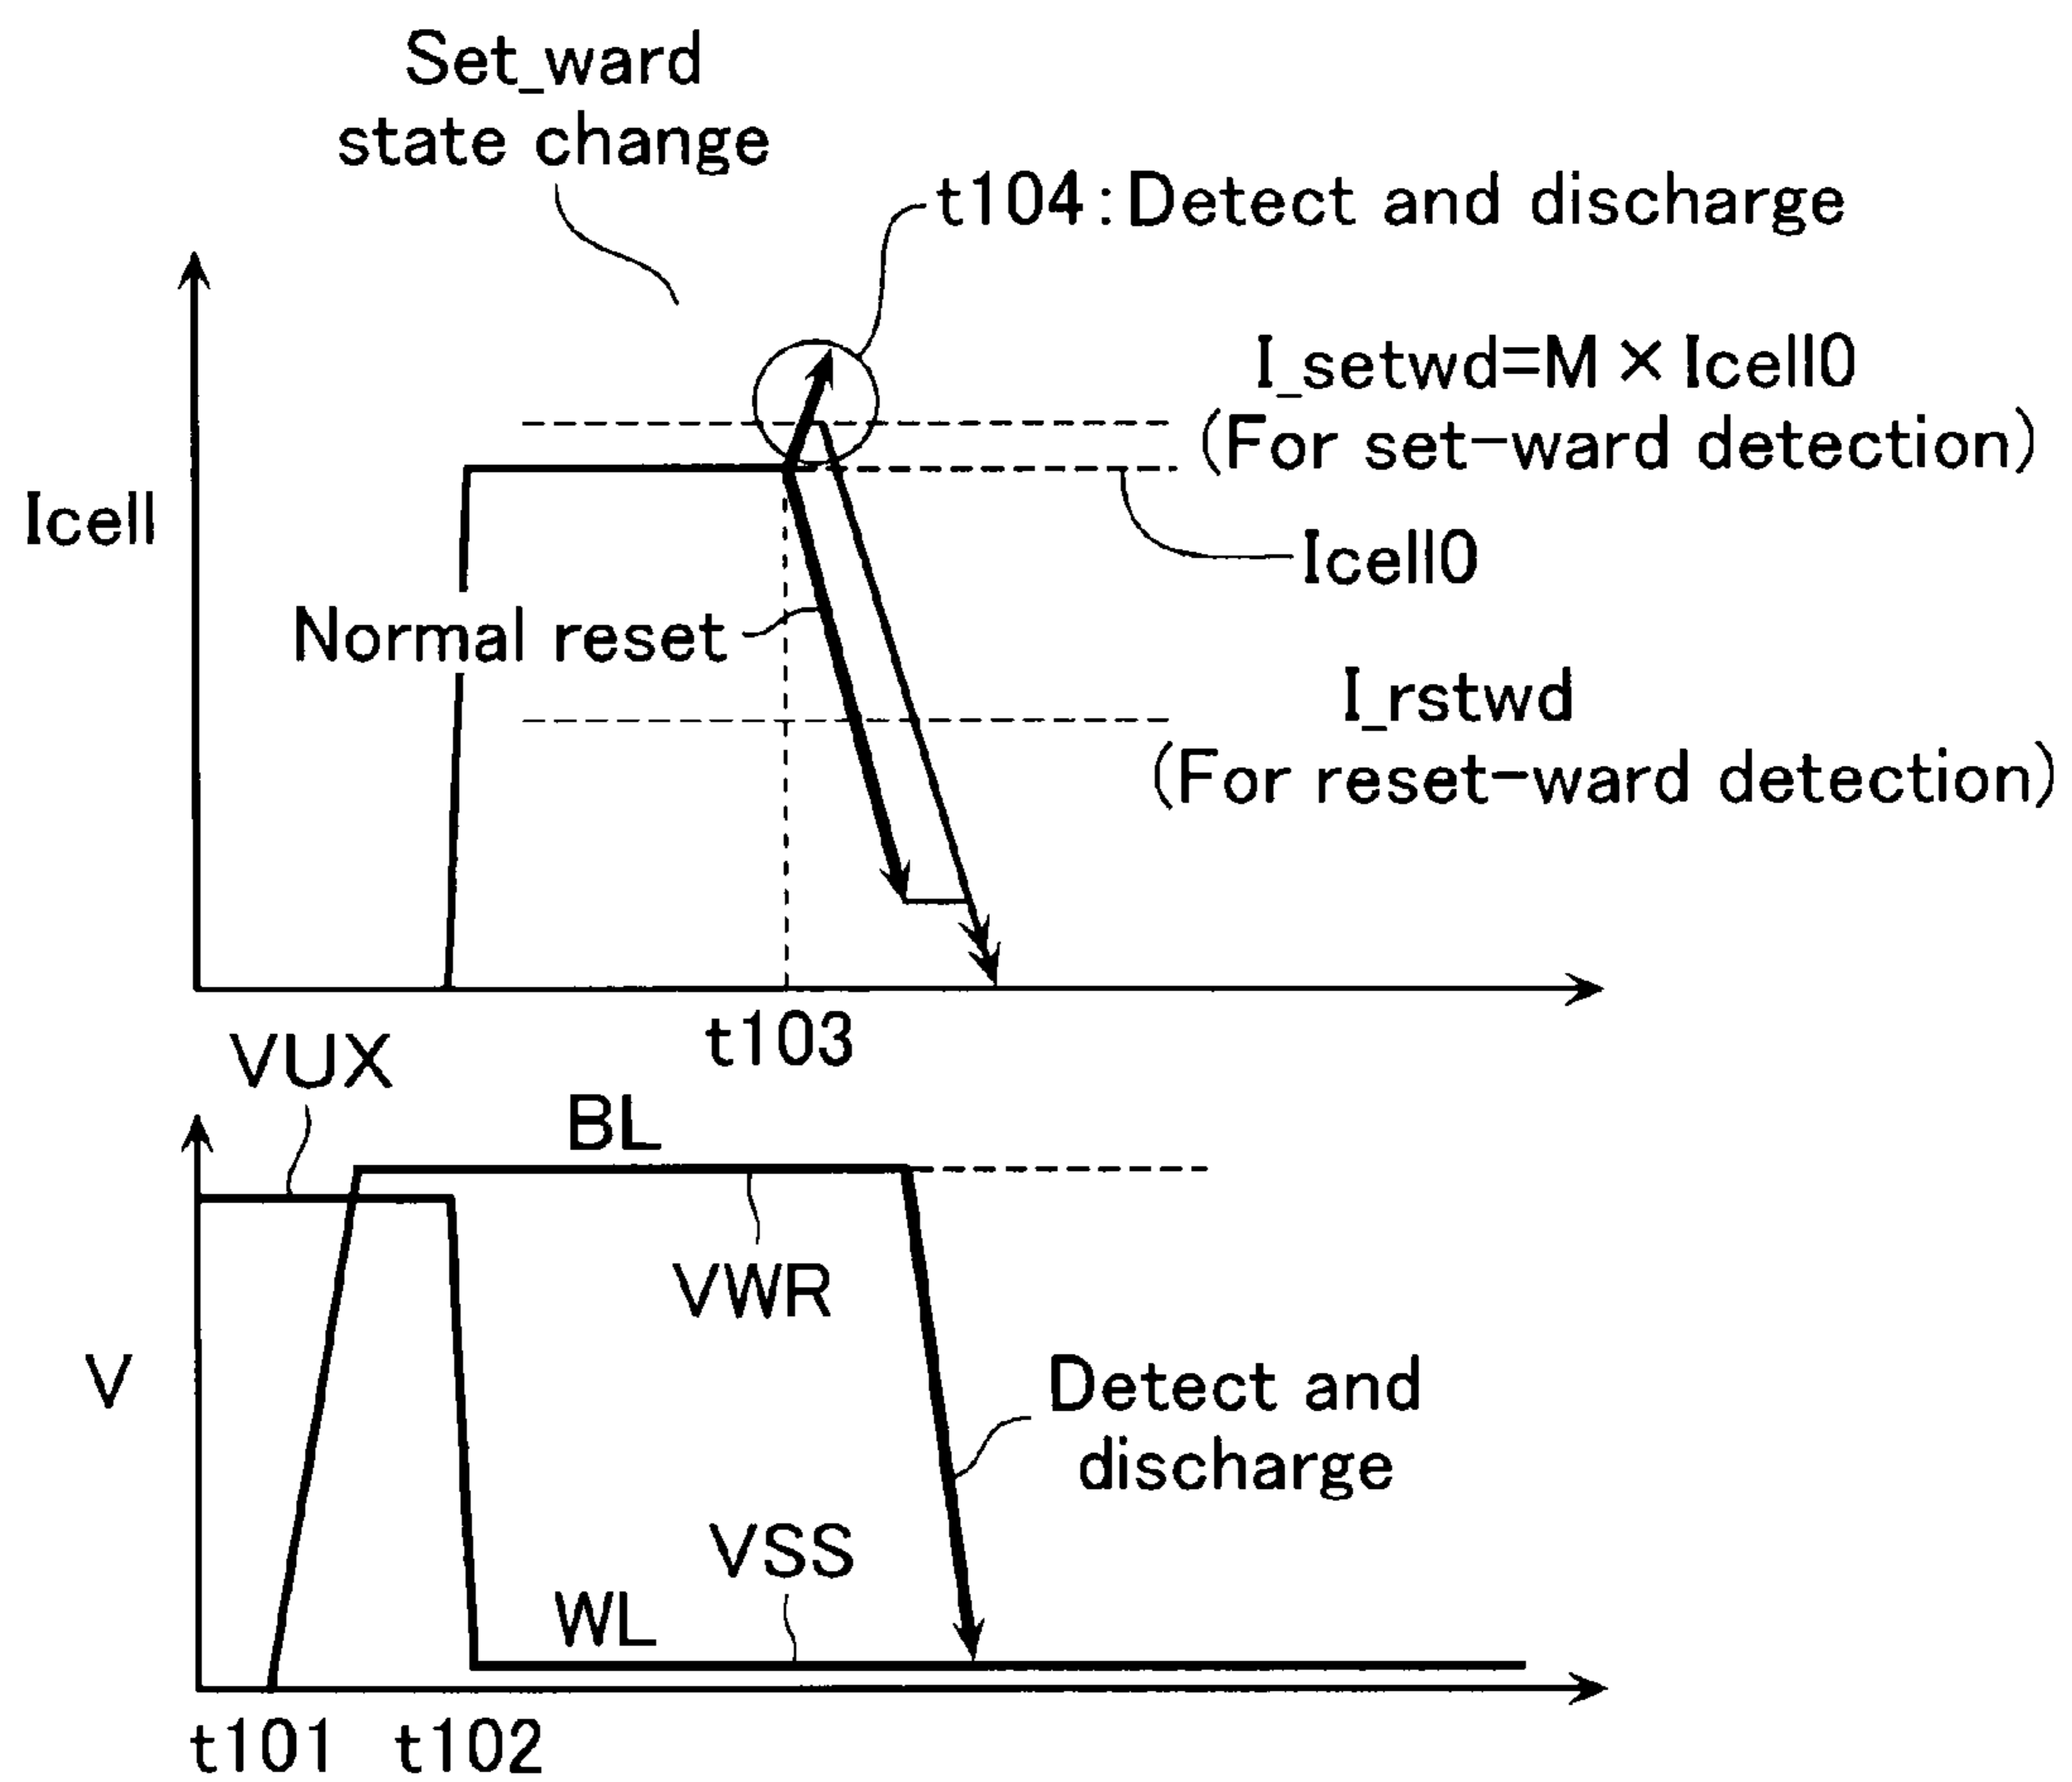 Set_ward
state change
t104:Detect and discharge
I_setwd=M×Icell0
(For set-ward detection)
Icell
Icell0
Normal reset
I_rstwd
(For reset-ward detection)
t103
VUX
BL
VWR
V
Detect and
discharge
VSS
WL
t101 t102